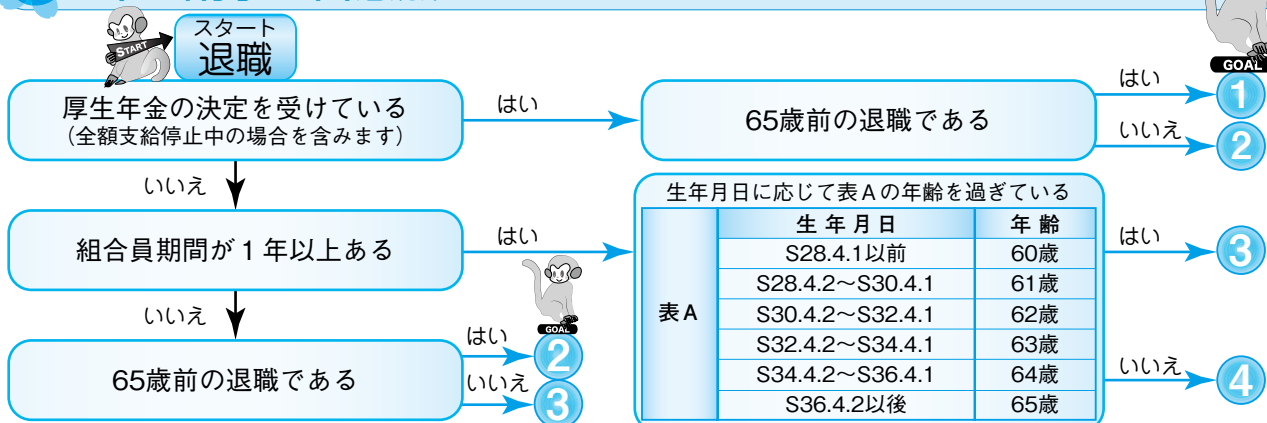 スタート
START
退職
GOAL
厚生年金の決定を受けている
(全額支給停止中の場合を含みます)
はい
65歳前の退職である
はい
1
いいえ
2
いいえ
生年月日に応じて表Aの年齢を過ぎている
組合員期間が1年以上ある
はい
表A
生年月日 年齢
S28.4.1以前 60歳
S28.4.2〜S30.4.1 61歳
S30.4.2〜S32.4.1 62歳
S32.4.2〜S34.4.1 63歳
S34.4.2〜S36.4.1 64歳
S36.4.2以後 65歳
はい
3
いいえ
4
いいえ
65歳前の退職である
GOAL
はい
2
いいえ
3